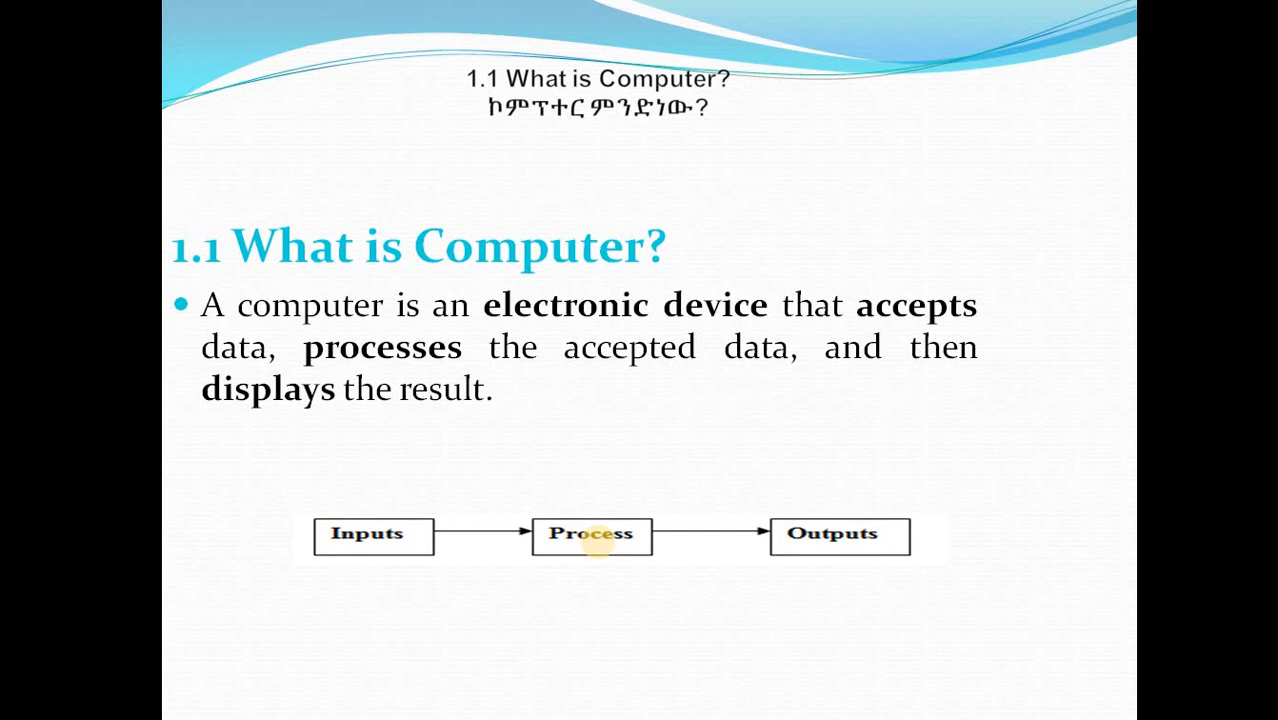 1.1 What is Computer?
ኮምፕተር ምንድነው?
1.1 What is Computer?
• A computer is an electronic device that accepts
data, processes the accepted data, and then
displays the result.
Inputs Process Outputs